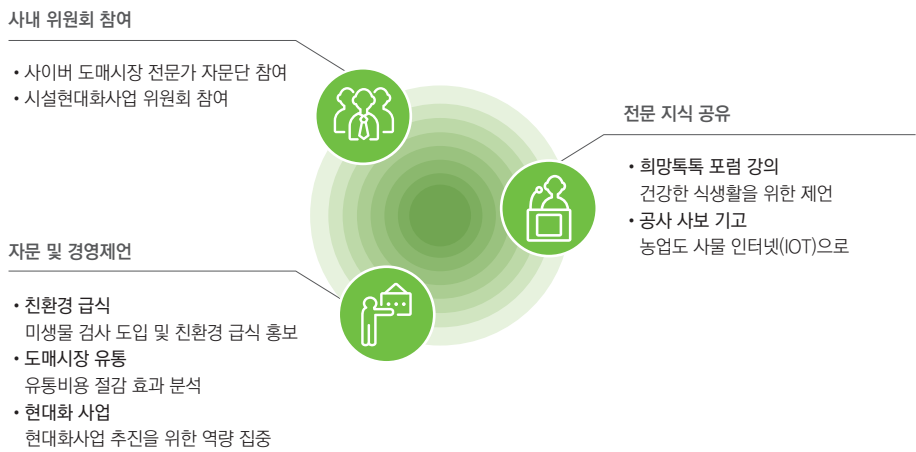 사내 위원회 참여
• 사이버 도매시장 전문가 자문단 참여
• 시설현대화사업 위원회 참여
전문 지식 공유
• 희망톡톡 포럼 강의
건강한 식생활을 위한 제언
• 공사 사보 기고
농업도 사물 인터넷(IOT)으로
자문 및 경영제언
• 친환경 급식
미생물 검사 도입 및 친환경 급식 홍보
• 도매시장 유통
유통비용 절감 효과 분석
• 현대화 사업
현대화사업 추진을 위한 역량 집중